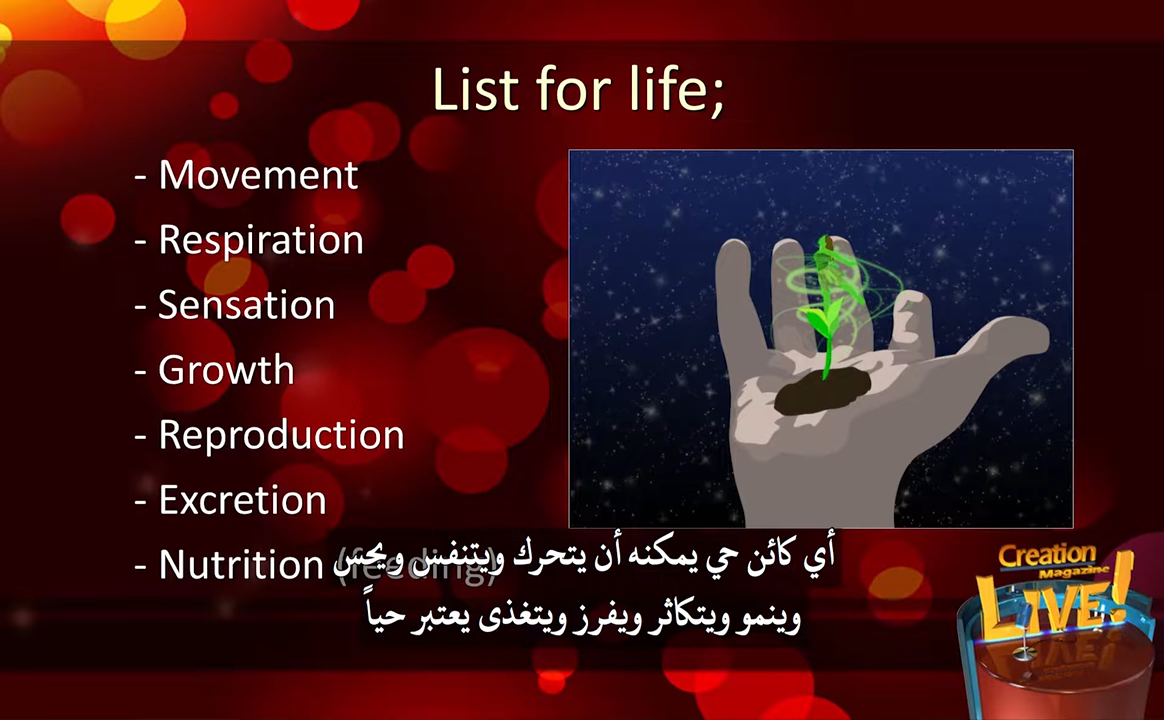 List for life;
- Movement
- Respiration
- Sensation
- Growth
- Reproduction
- Excretion
- Nutrition (feeding)
أي كائن حي يمكنه أن يتحرك ويتنفس ويحس
وينمو ويتكاثر ويفرز ويتغذى يعتبر حياً
Creation
Magazine
LIVE!